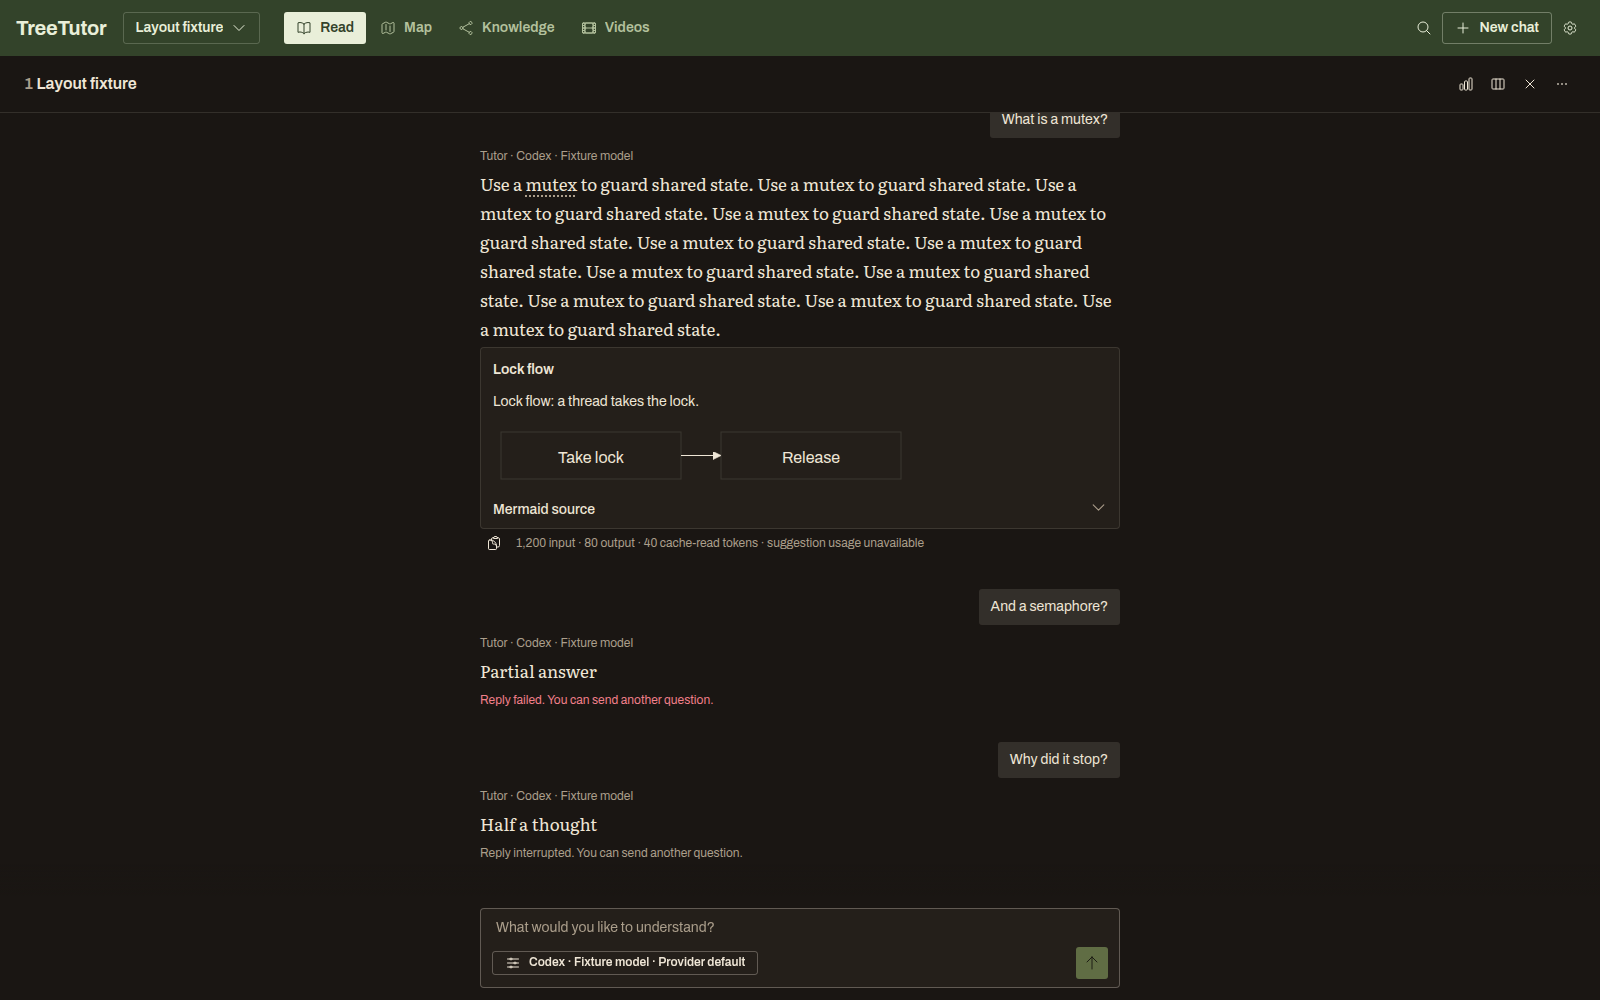 TreeTutor
Layout fixture
Read
Map
Knowledge
Videos
New chat
1 Layout fixture
What is a mutex?
Tutor · Codex · Fixture model
Use a mutex to guard shared state. Use a mutex to guard shared state. Use a
mutex to guard shared state. Use a mutex to guard shared state. Use a mutex to
guard shared state. Use a mutex to guard shared state. Use a mutex to guard
shared state. Use a mutex to guard shared state. Use a mutex to guard shared
state. Use a mutex to guard shared state. Use a mutex to guard shared state. Use
a mutex to guard shared state.
Lock flow
Lock flow: a thread takes the lock.
Take lock
Release
Mermaid source
1,200 input · 80 output · 40 cache-read tokens · suggestion usage unavailable
And a semaphore?
Tutor · Codex · Fixture model
Partial answer
Reply failed. You can send another question.
Why did it stop?
Tutor · Codex · Fixture model
Half a thought
Reply interrupted. You can send another question.
What would you like to understand?
Codex · Fixture model · Provider default